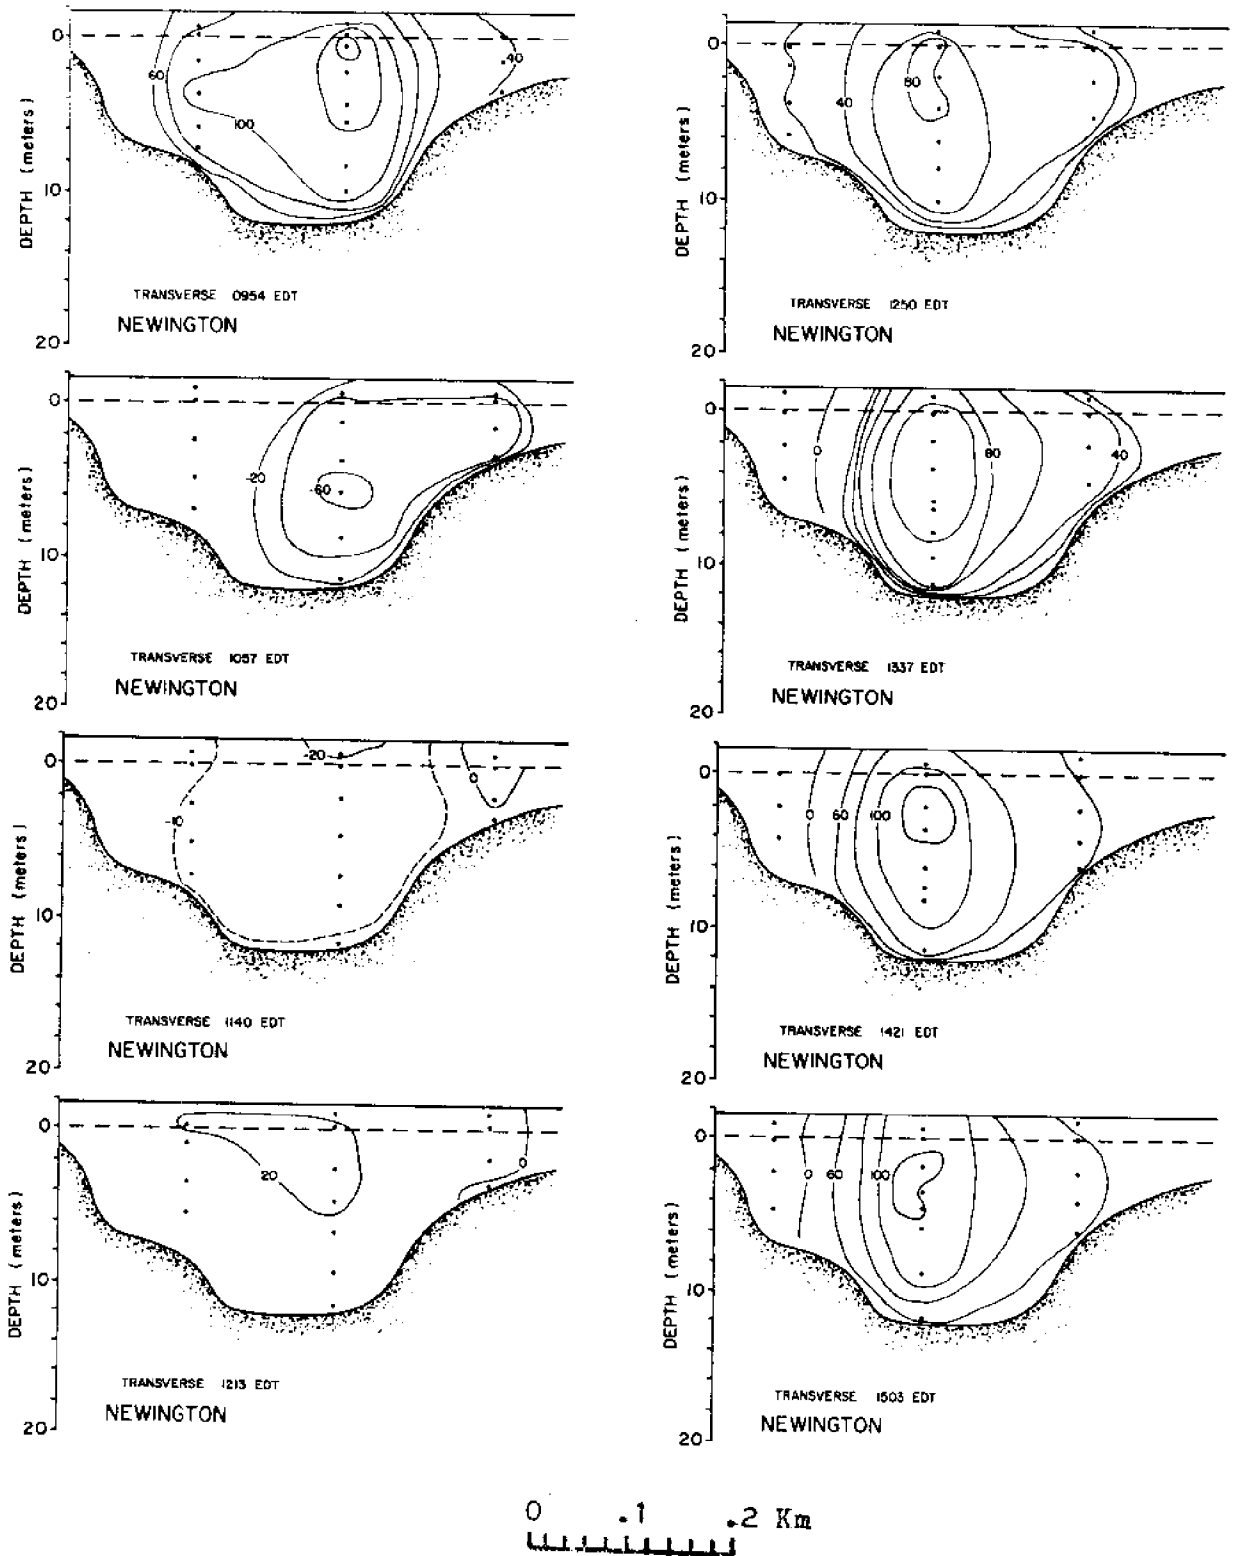 0
10
20
DEPTH (meters)
60
100
40
TRANSVERSE 0954 EDT
NEWINGTON
0
10
20
DEPTH (meters)
40
80
TRANSVERSE 1250 EDT
NEWINGTON
0
10
20
DEPTH (meters)
-20
-60
TRANSVERSE 1057 EDT
NEWINGTON
0
10
20
DEPTH (meters)
0
80
40
TRANSVERSE 1337 EDT
NEWINGTON
0
10
20
DEPTH (meters)
-20
-10
0
TRANSVERSE 1140 EDT
NEWINGTON
0
10
20
DEPTH (meters)
0
60
100
TRANSVERSE 1421 EDT
NEWINGTON
0
10
20
DEPTH (meters)
20
0
TRANSVERSE 1213 EDT
NEWINGTON
0
10
20
DEPTH (meters)
0
60
100
TRANSVERSE 1503 EDT
NEWINGTON
0 .1 .2 Km